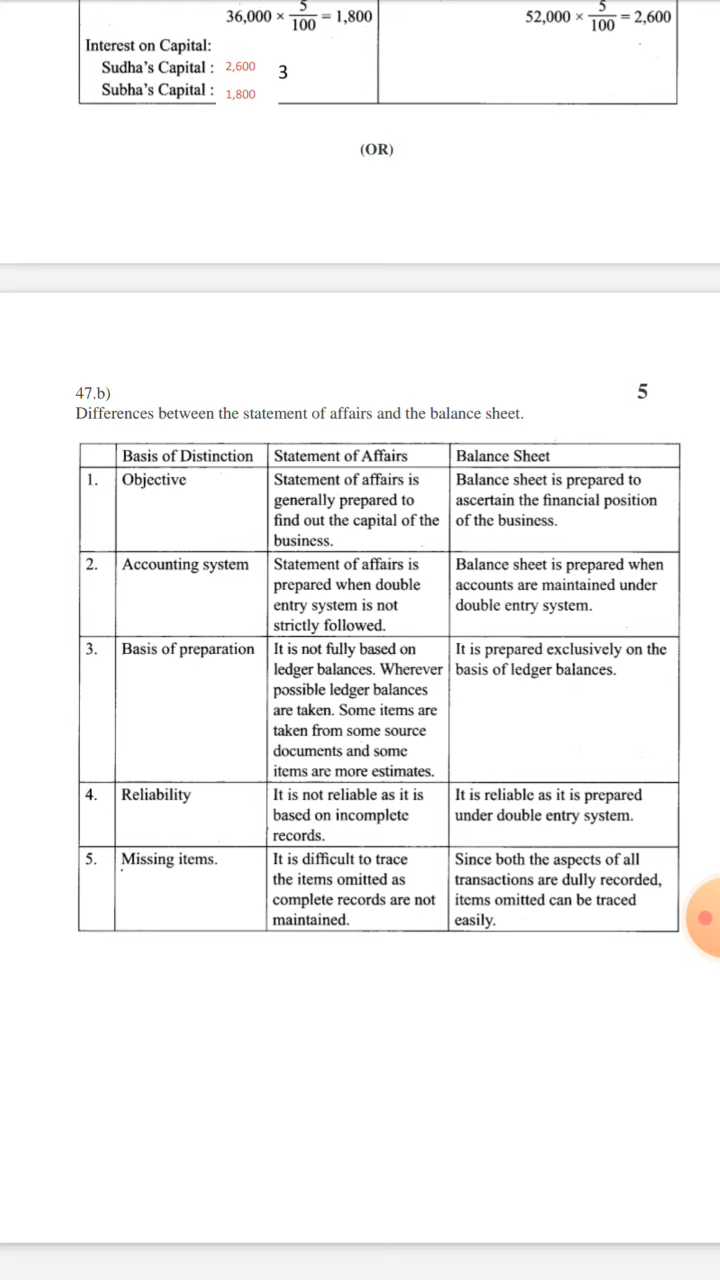 36,000 × 5/100 = 1,800
52,000 × 5/100 = 2,600
Interest on Capital:
Sudha's Capital : 2,600
3
Subha's Capital : 1,800
(OR)
47.b)
5
Differences between the statement of affairs and the balance sheet.
Basis of Distinction
Statement of Affairs
Balance Sheet
1.
Objective
Statement of affairs is
generally prepared to
find out the capital of the
business.
Balance sheet is prepared to
ascertain the financial position
of the business.
2.
Accounting system
Statement of affairs is
prepared when double
entry system is not
strictly followed.
Balance sheet is prepared when
accounts are maintained under
double entry system.
3.
Basis of preparation
It is not fully based on
ledger balances. Wherever
possible ledger balances
are taken. Some items are
taken from some source
documents and some
items are more estimates.
It is prepared exclusively on the
basis of ledger balances.
4.
Reliability
It is not reliable as it is
based on incomplete
records.
It is reliable as it is prepared
under double entry system.
5.
Missing items.
It is difficult to trace
the items omitted as
complete records are not
maintained.
Since both the aspects of all
transactions are dully recorded,
items omitted can be traced
easily.